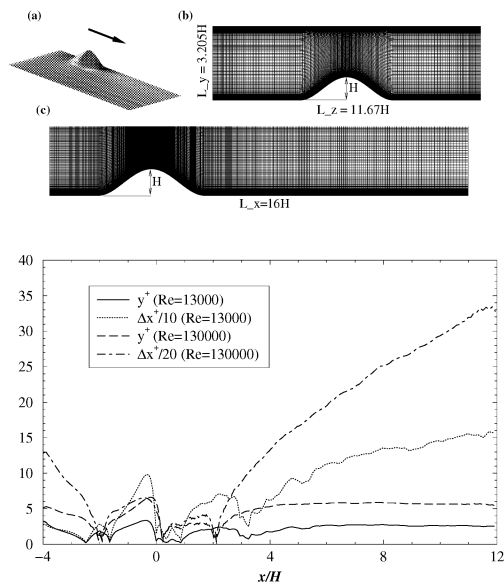 (a)
(b)
L_y = 3.205H
H
L_z = 11.67H
(c)
H
L_x=16H
40
35
30
25
20
15
10
5
0
y⁺ (Re=13000)
Δx⁺/10 (Re=13000)
y⁺ (Re=130000)
Δx⁺/20 (Re=130000)
−4
0
4
8
12
x/H